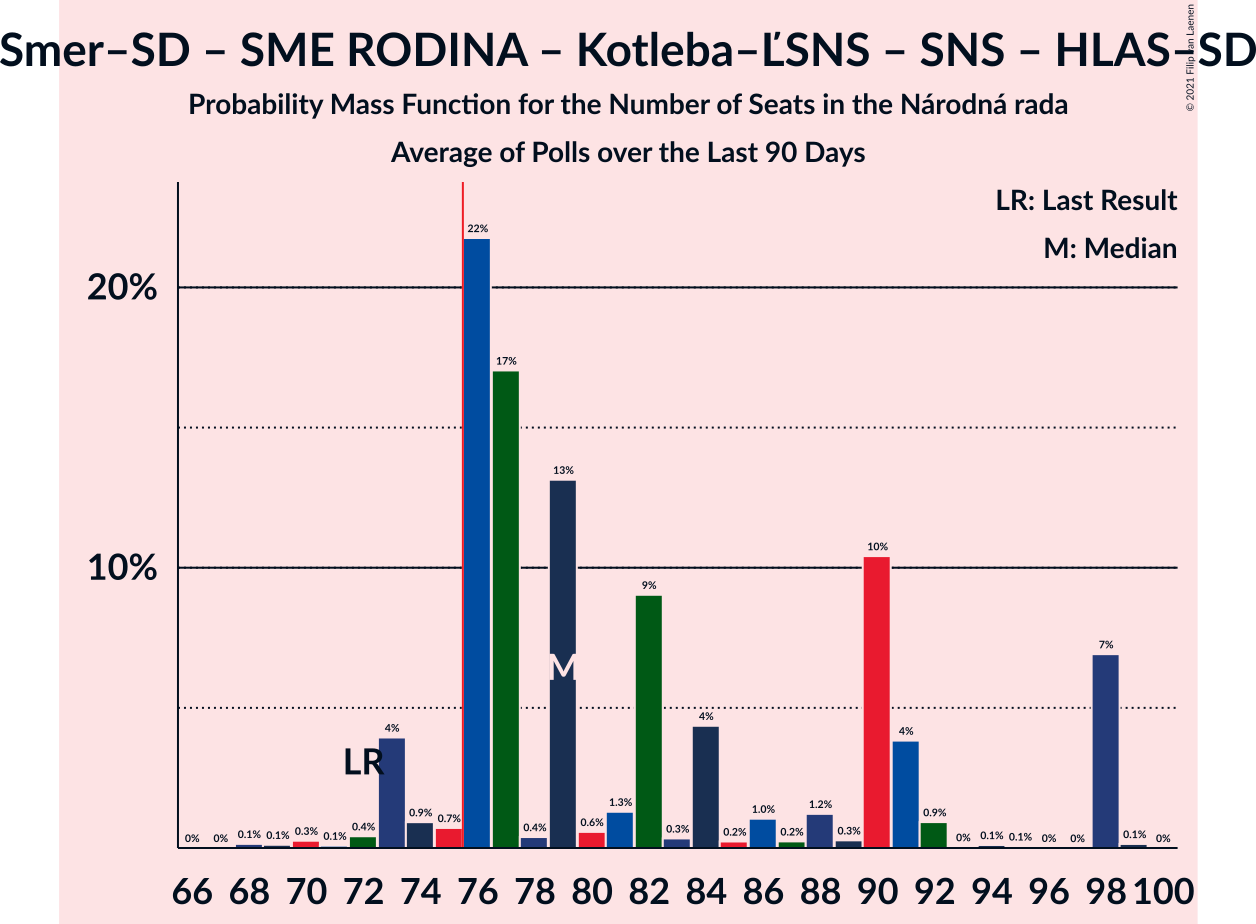 Smer–SD – SME RODINA – Kotleba–ĽSNS – SNS – HLAS–SD
Probability Mass Function for the Number of Seats in the Národná rada
Average of Polls over the Last 90 Days
© 2021 Filip van Laenen
LR: Last Result
M: Median
20%
10%
0% 0% 0.1% 0.1% 0.3% 0.1% 0.4% 4% 0.9% 0.7% 22% 17% 0.4% 13% 0.6% 1.3% 9% 0.3% 4% 0.2% 1.0% 0.2% 1.2% 0.3% 10% 4% 0.9% 0% 0.1% 0.1% 0% 0% 7% 0.1% 0%
LR
M
66 68 70 72 74 76 78 80 82 84 86 88 90 92 94 96 98 100